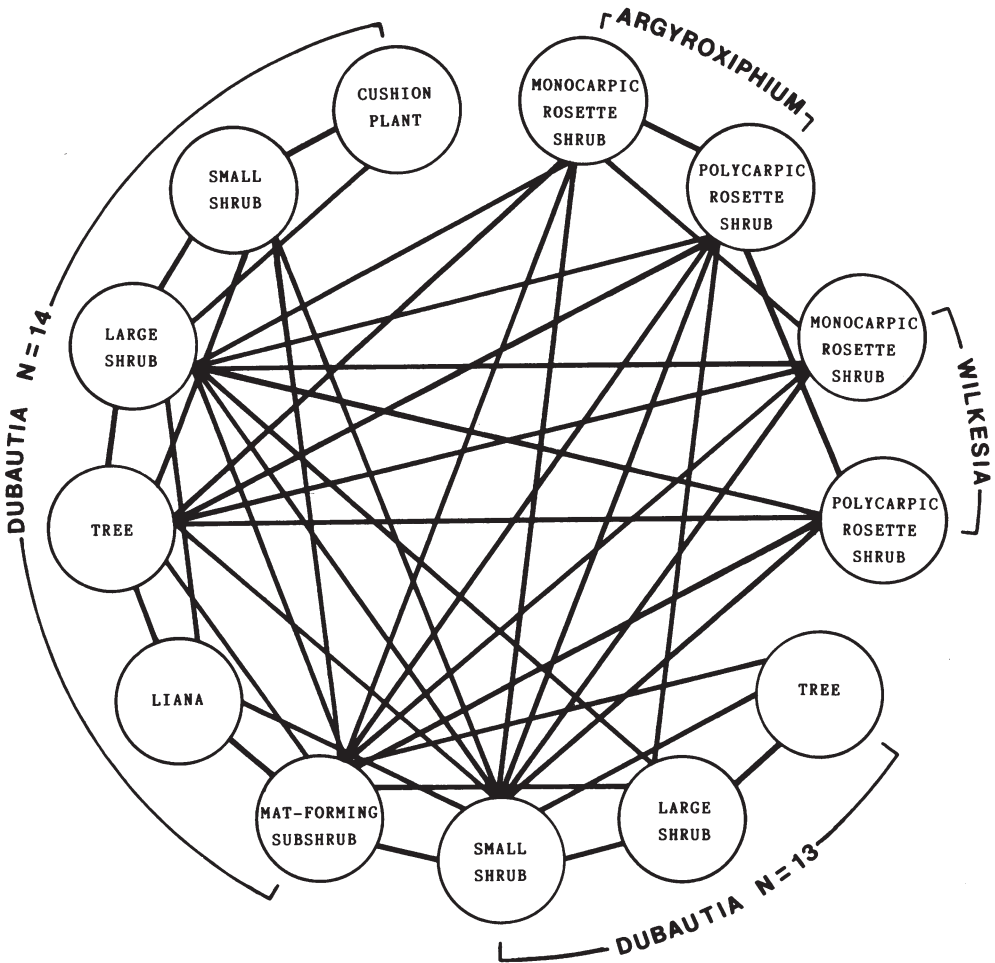 ARGYROXIPHIUM
MONOCARPIC
ROSETTE
SHRUB
POLYCARPIC
ROSETTE
SHRUB
WILKESIA
MONOCARPIC
ROSETTE
SHRUB
POLYCARPIC
ROSETTE
SHRUB
DUBAUTIA N=13
TREE
LARGE
SHRUB
SMALL
SHRUB
DUBAUTIA N=14
MAT-FORMING
SUBSHRUB
LIANA
TREE
LARGE
SHRUB
SMALL
SHRUB
CUSHION
PLANT